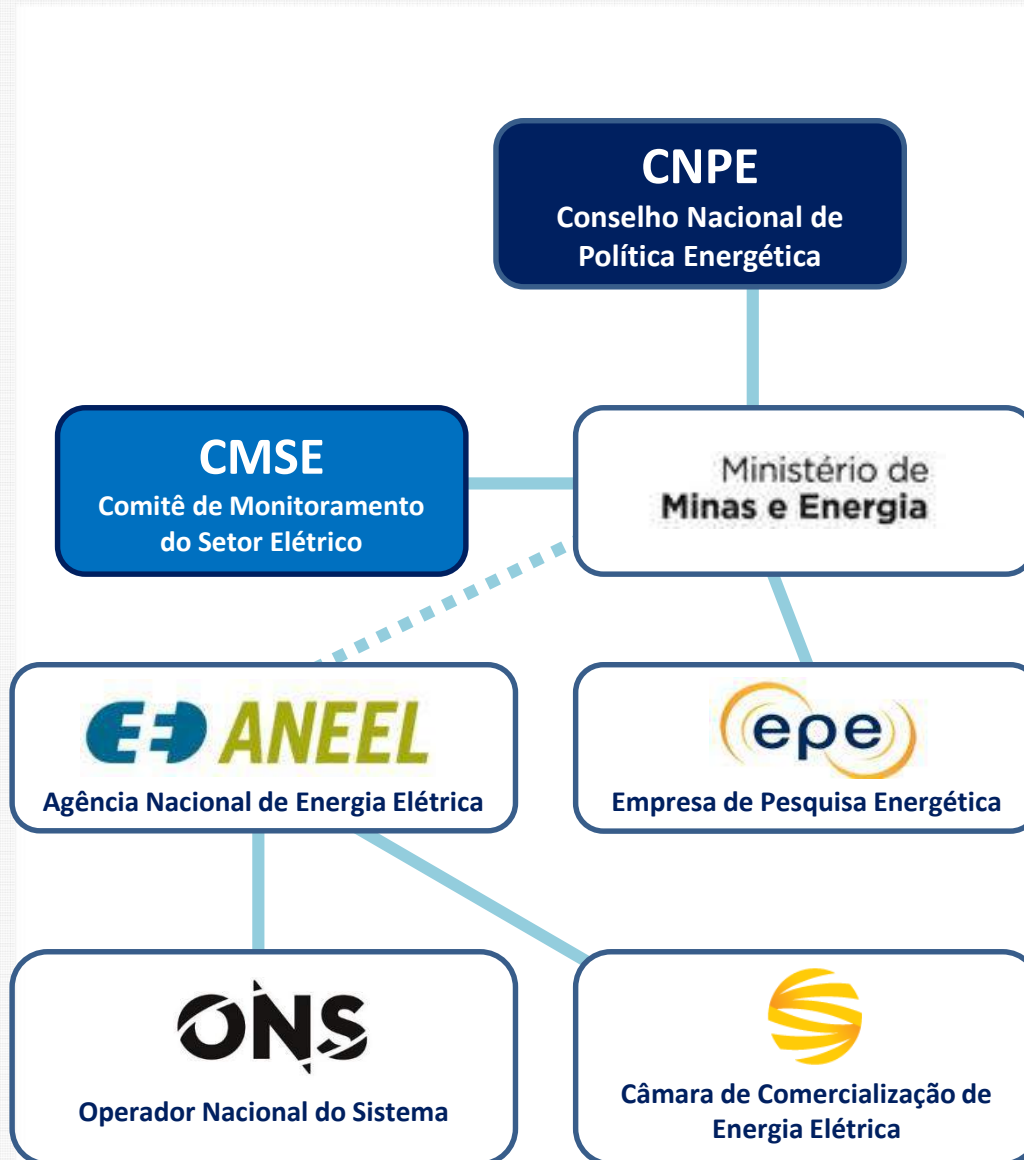 CNPE
Conselho Nacional de
Política Energética
CMSE
Comitê de Monitoramento
do Setor Elétrico
Ministério de
Minas e Energia
ANEEL
Agência Nacional de Energia Elétrica
epe
Empresa de Pesquisa Energética
ONS
Operador Nacional do Sistema
Câmara de Comercialização de
Energia Elétrica